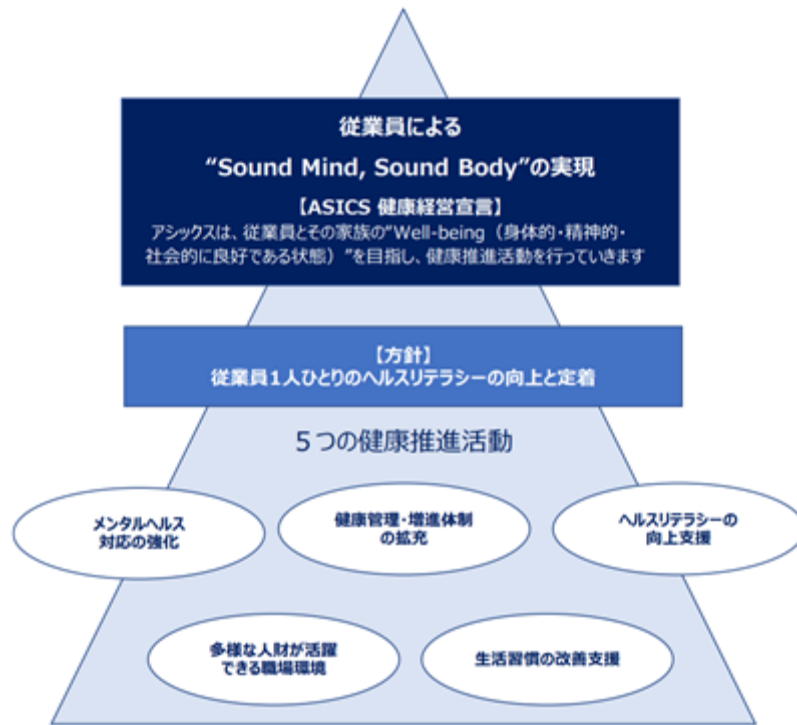 従業員による
“Sound Mind, Sound Body”の実現
【ASICS 健康経営宣言】
アシックスは、従業員とその家族の“Well-being（身体的・精神的・
社会的に良好である状態）”を目指し、健康推進活動を行っていきます
【方針】
従業員1人ひとりのヘルスリテラシーの向上と定着
5つの健康推進活動
メンタルヘルス
対応の強化
健康管理・増進体制
の拡充
ヘルスリテラシーの
向上支援
多様な人財が活躍
できる職場環境
生活習慣の改善支援